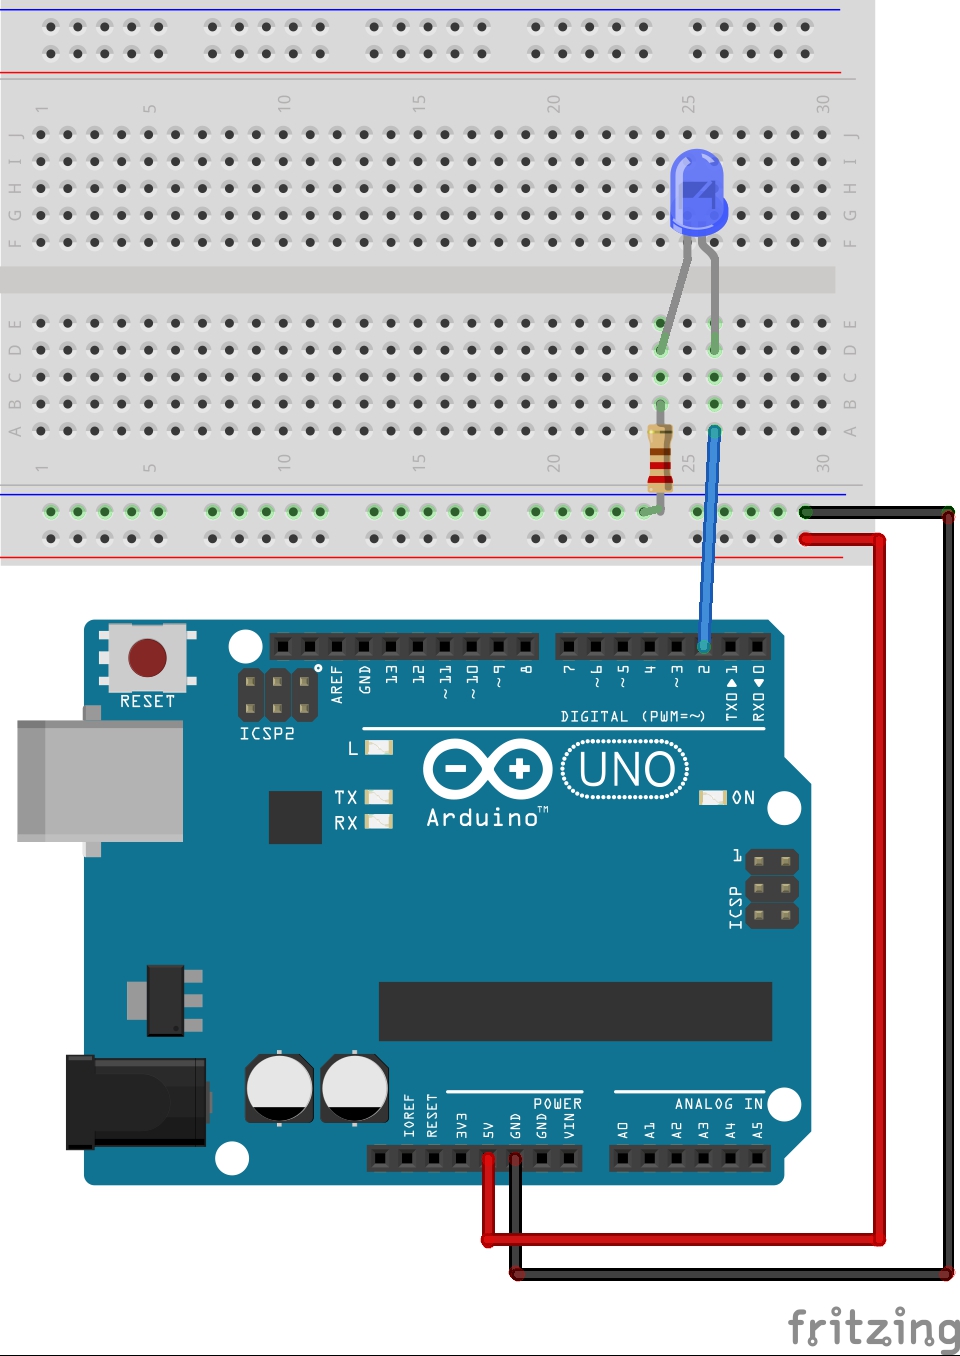 1 5 10 15 20 25 30
J J
I I
H H
G G
F F
E E
D D
C C
B B
A A
1 5 10 15 20 25 30
RESET
ICSP2
AREF
GND
13
12
~11
~10
~9
8
7
~6
~5
4
~3
2
TX0▶1
RX0◀0
DIGITAL (PWM=~)
L
TX
RX
UNO
Arduino™
ON
1
ICSP
POWER
ANALOG IN
IOREF
RESET
3V3
5V
GND
GND
VIN
A0
A1
A2
A3
A4
A5
fritzing